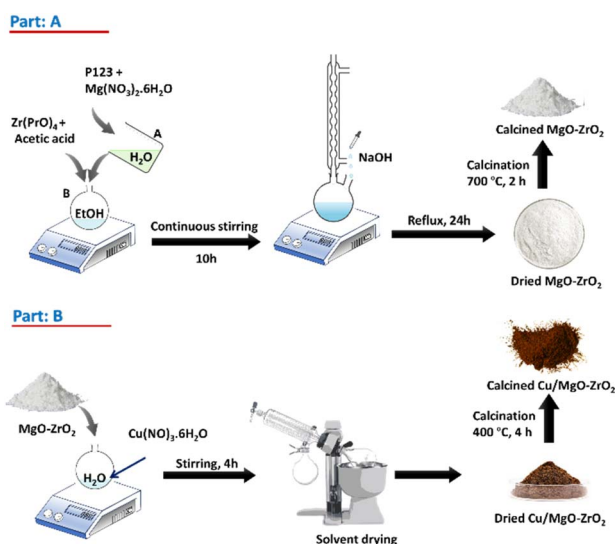 Part: A
P123 +
Mg(NO₃)₂.6H₂O
Zr(PrO)₄ +
Acetic acid
A
H₂O
B
EtOH
Continuous stirring
10h
NaOH
Reflux, 24h
Calcined MgO-ZrO₂
Calcination
700 °C, 2 h
Dried MgO-ZrO₂
Part: B
MgO-ZrO₂
Cu(NO)₃.6H₂O
H₂O
Stirring, 4h
Solvent drying
Calcined Cu/MgO-ZrO₂
Calcination
400 °C, 4 h
Dried Cu/MgO-ZrO₂